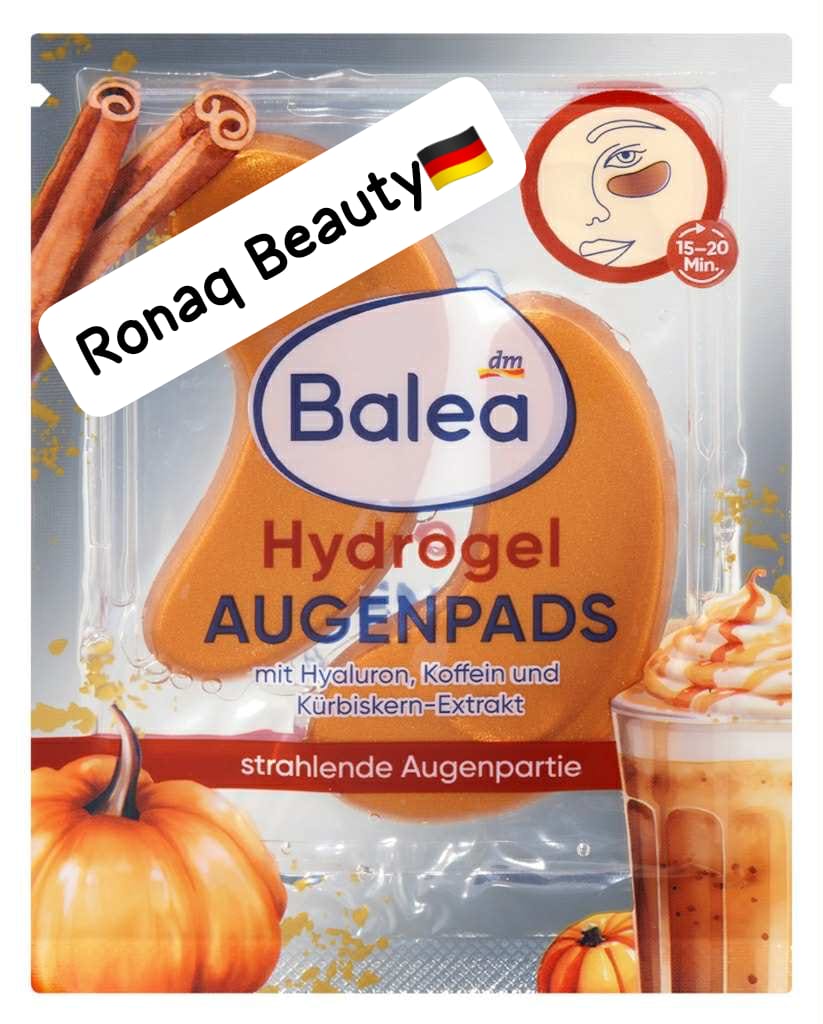 Ronaq Beauty🇩🇪
15–20
Min.
dm
Balea
Hydrogel
AUGENPADS
mit Hyaluron, Koffein und
Kürbiskern-Extrakt
strahlende Augenpartie